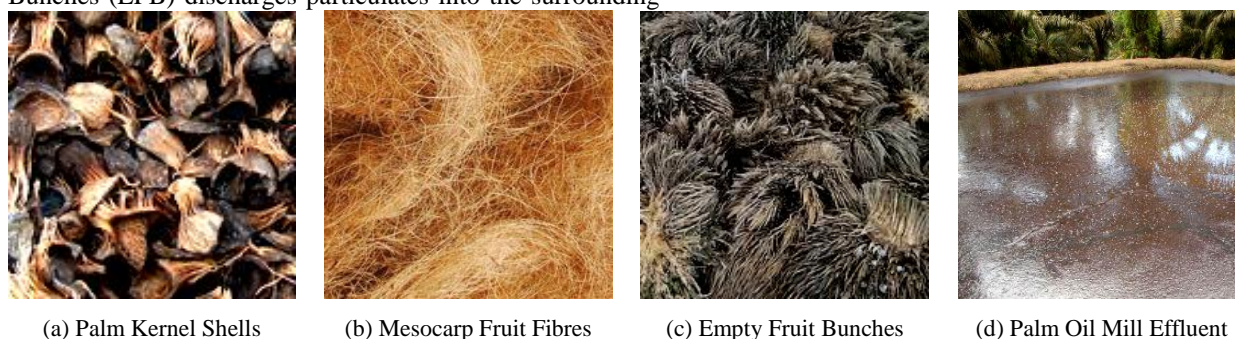 Bunches (EFB) discharges particulates into the surrounding
(a) Palm Kernel Shells
(b) Mesocarp Fruit Fibres
(c) Empty Fruit Bunches
(d) Palm Oil Mill Effluent